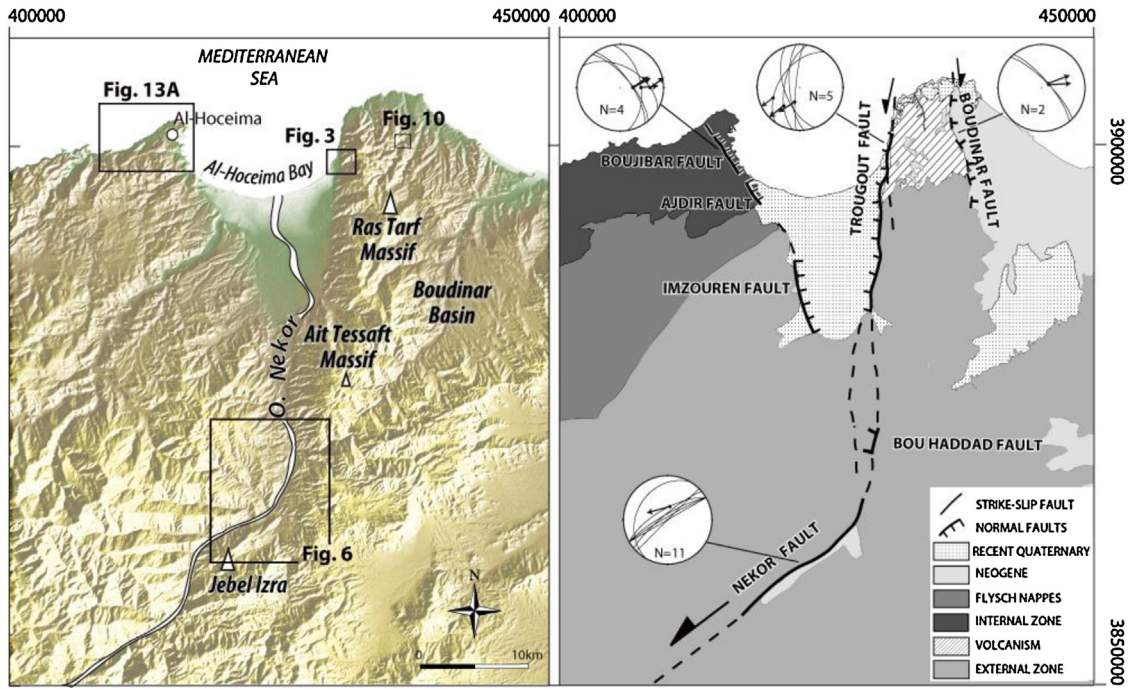 400000
450000
400000
450000
MEDITERRANEAN
SEA
Fig. 13A
Al-Hoceima
Fig. 3
Fig. 10
Al-Hoceima Bay
Ras Tarf
Massif
Boudinar
Basin
Ait Tessaft
Massif
O. Nekor
Fig. 6
Jebel Izra
N
0
10km
N=4
N=5
N=2
BOUJIBAR FAULT
AJDIR FAULT
TROUGOUT FAULT
BOUDINAR FAULT
IMZOUREN FAULT
BOU HADDAD FAULT
N=11
NEKOR FAULT
STRIKE-SLIP FAULT
NORMAL FAULTS
RECENT QUATERNARY
NEOGENE
FLYSCH NAPPES
INTERNAL ZONE
VOLCANISM
EXTERNAL ZONE
3900000
3850000